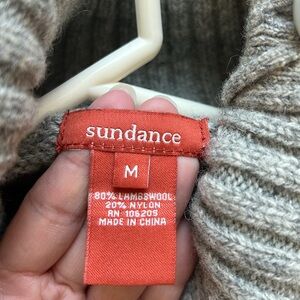 sundance
M
80% LAMBSWOOL
20% NYLON
RN 106205
MADE IN CHINA